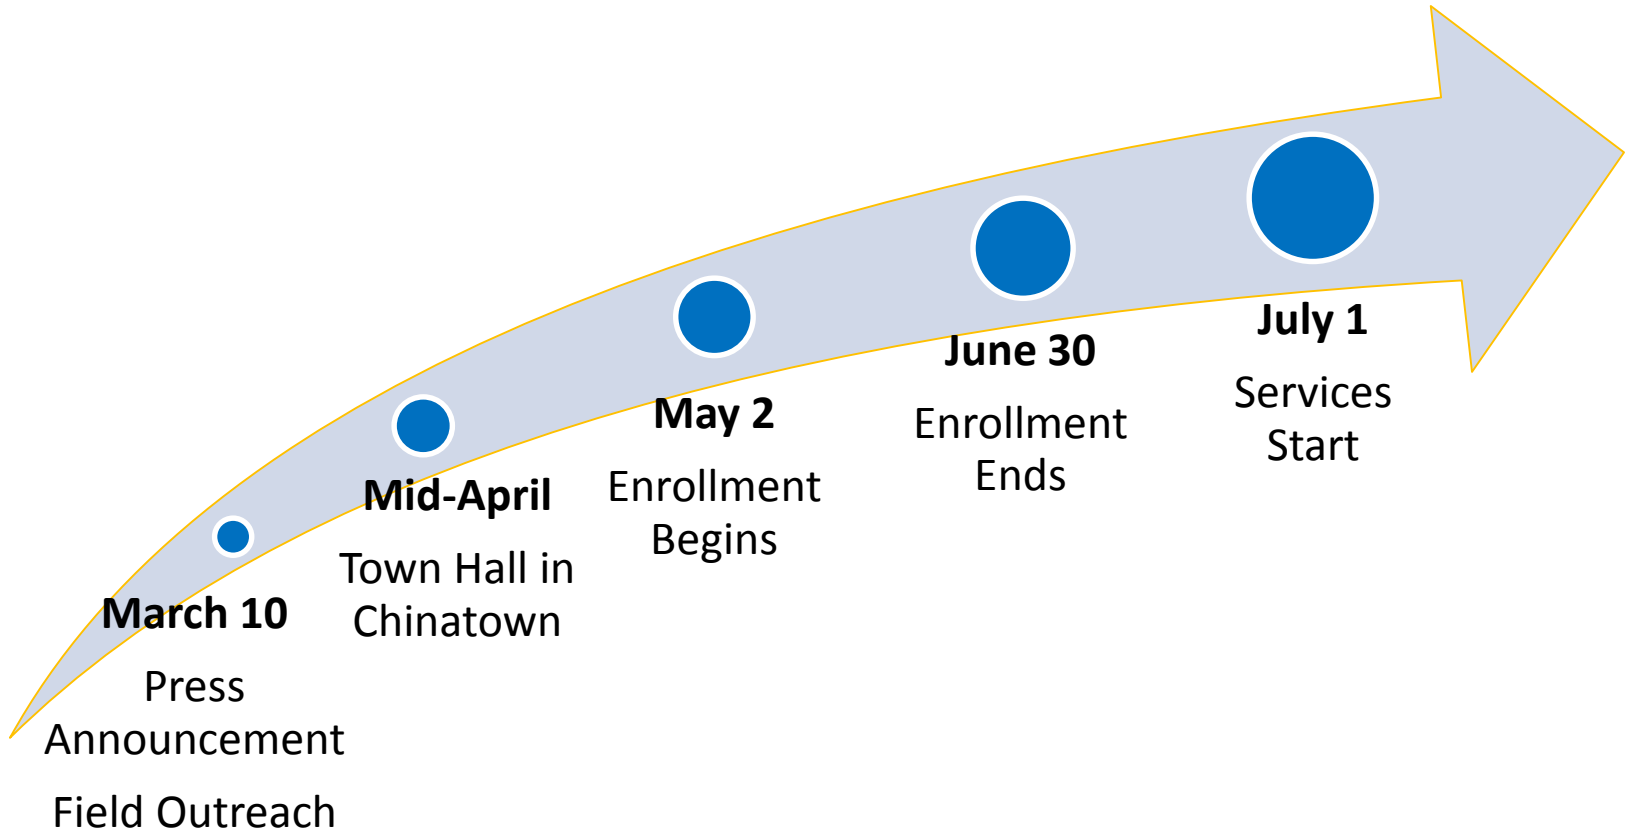 March 10
Press
Announcement
Field Outreach
Mid-April
Town Hall in
Chinatown
May 2
Enrollment
Begins
June 30
Enrollment
Ends
July 1
Services
Start